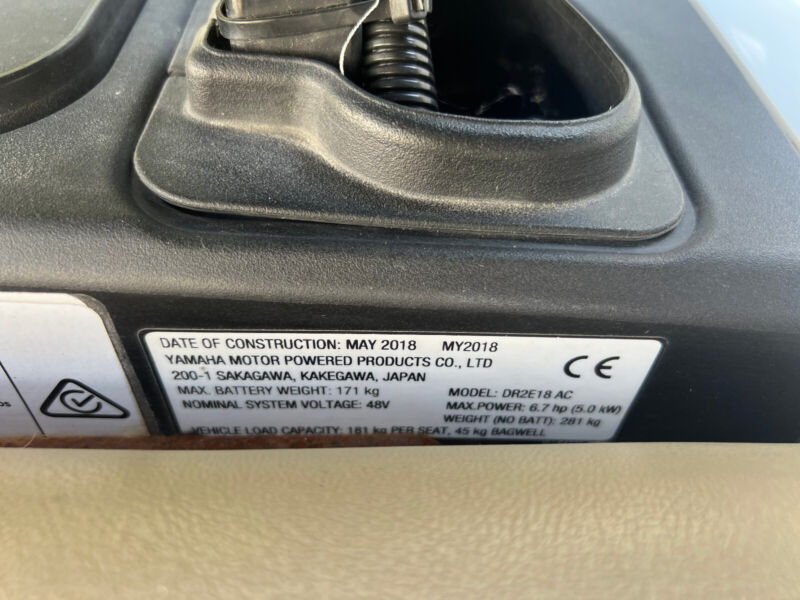 DATE OF CONSTRUCTION: MAY 2018 MY2018
YAMAHA MOTOR POWERED PRODUCTS CO., LTD
200-1 SAKAGAWA, KAKEGAWA, JAPAN
CE
MAX. BATTERY WEIGHT: 171 kg
MODEL: DR2E18 AC
NOMINAL SYSTEM VOLTAGE: 48V
MAX.POWER: 6.7 hp (5.0 kW)
WEIGHT (NO BATT): 281 kg
VEHICLE LOAD CAPACITY: 181 kg PER SEAT, 45 kg BAGWELL